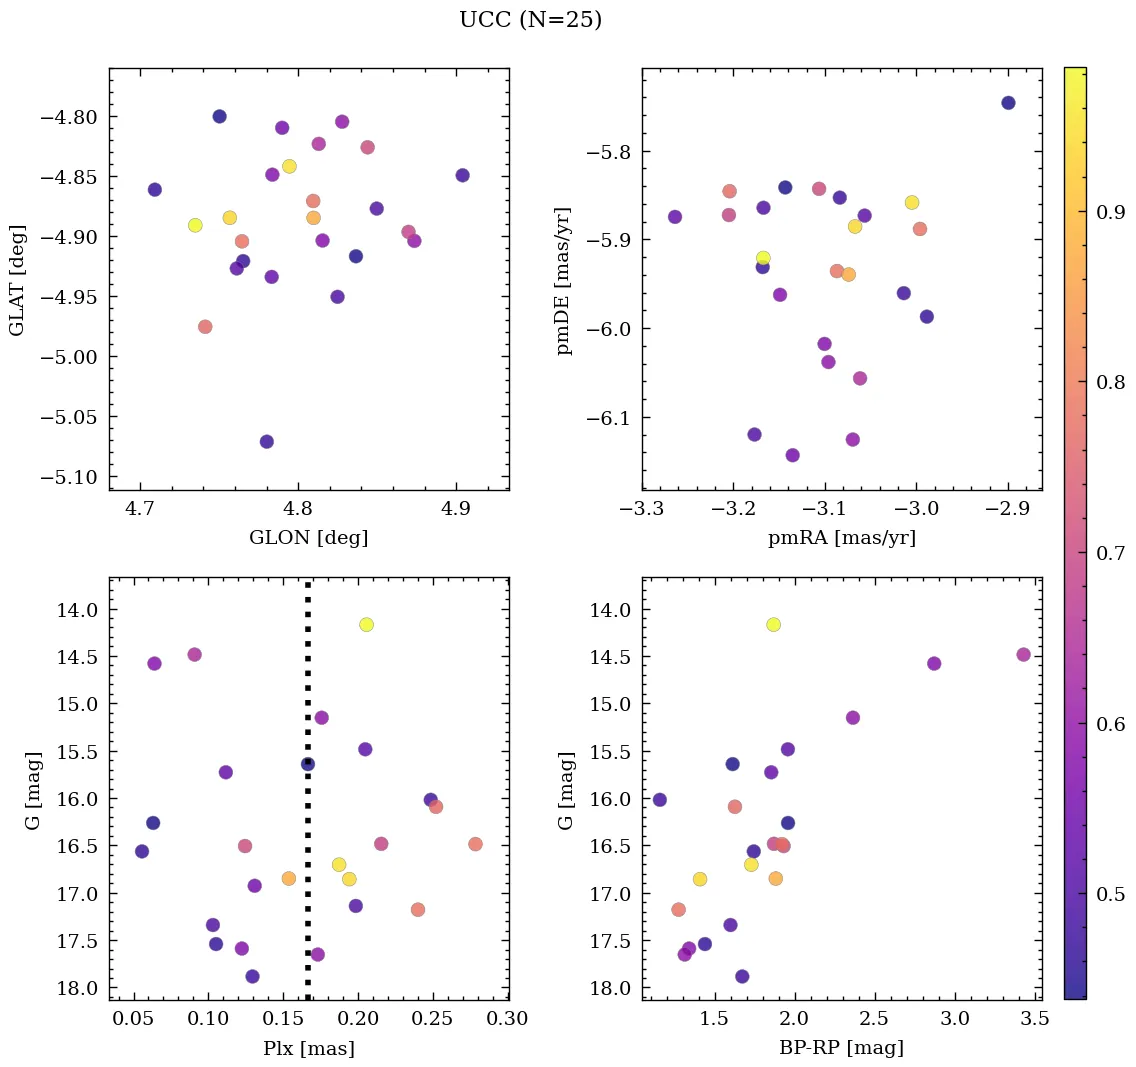 UCC (N=25)
−4.80
−4.85
−4.90
−4.95
−5.00
−5.05
−5.10
GLAT [deg]
4.7 4.8 4.9
GLON [deg]
−5.8
−5.9
−6.0
−6.1
pmDE [mas/yr]
−3.3 −3.2 −3.1 −3.0 −2.9
pmRA [mas/yr]
14.0
14.5
15.0
15.5
16.0
16.5
17.0
17.5
18.0
G [mag]
0.05 0.10 0.15 0.20 0.25 0.30
Plx [mas]
14.0
14.5
15.0
15.5
16.0
16.5
17.0
17.5
18.0
G [mag]
1.5 2.0 2.5 3.0 3.5
BP-RP [mag]
0.9
0.8
0.7
0.6
0.5